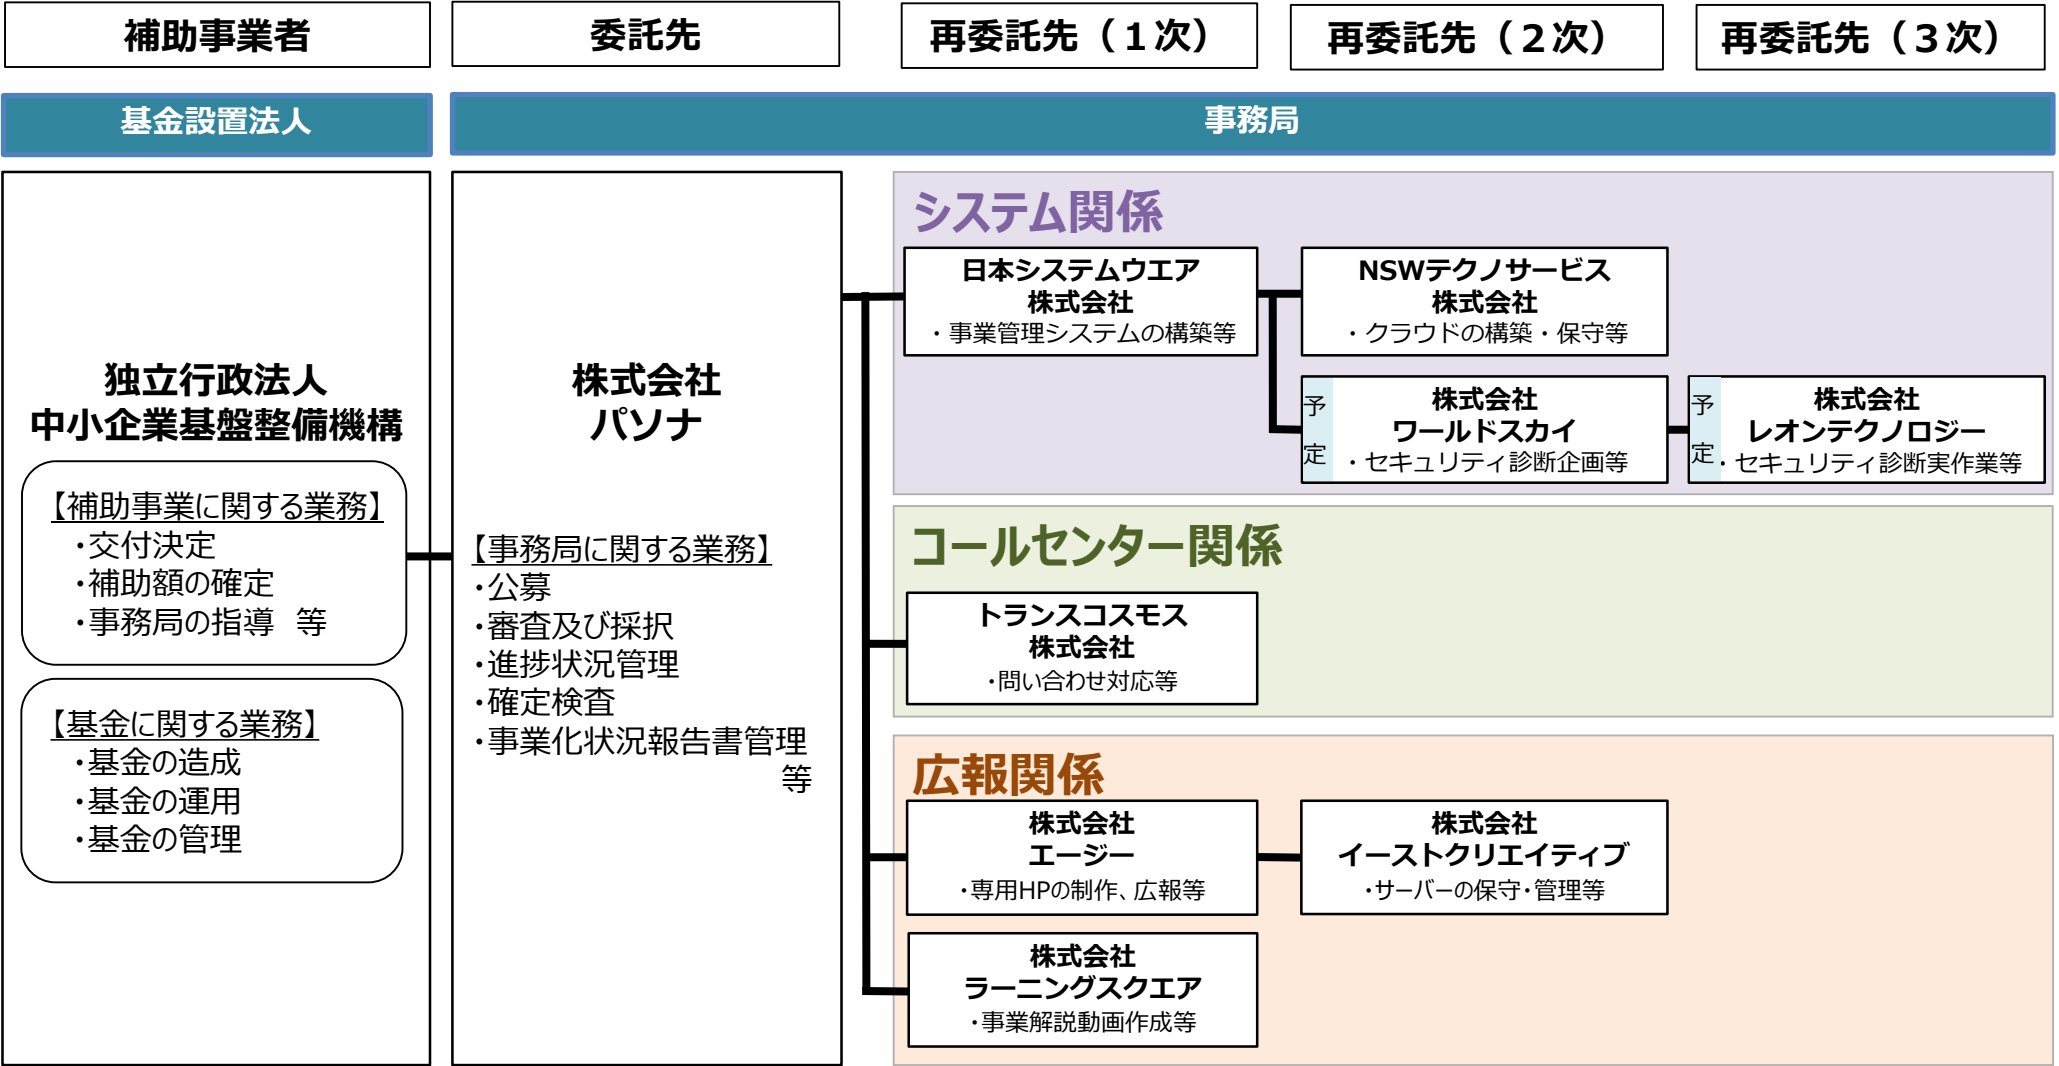 補助事業者
委託先
再委託先（１次）
再委託先（２次）
再委託先（３次）
基金設置法人
事務局
独立行政法人
中小企業基盤整備機構
【補助事業に関する業務】
・交付決定
・補助額の確定
・事務局の指導　等
【基金に関する業務】
・基金の造成
・基金の運用
・基金の管理
株式会社
パソナ
【事務局に関する業務】
・公募
・審査及び採択
・進捗状況管理
・確定検査
・事業化状況報告書管理
等
システム関係
日本システムウエア
株式会社
・事業管理システムの構築等
NSWテクノサービス
株式会社
・クラウドの構築・保守等
予
定
株式会社
ワールドスカイ
・セキュリティ診断企画等
予
定
株式会社
レオンテクノロジー
・セキュリティ診断実作業等
コールセンター関係
トランスコスモス
株式会社
・問い合わせ対応等
広報関係
株式会社
エージー
・専用HPの制作、広報等
株式会社
イーストクリエイティブ
・サーバーの保守・管理等
株式会社
ラーニングスクエア
・事業解説動画作成等